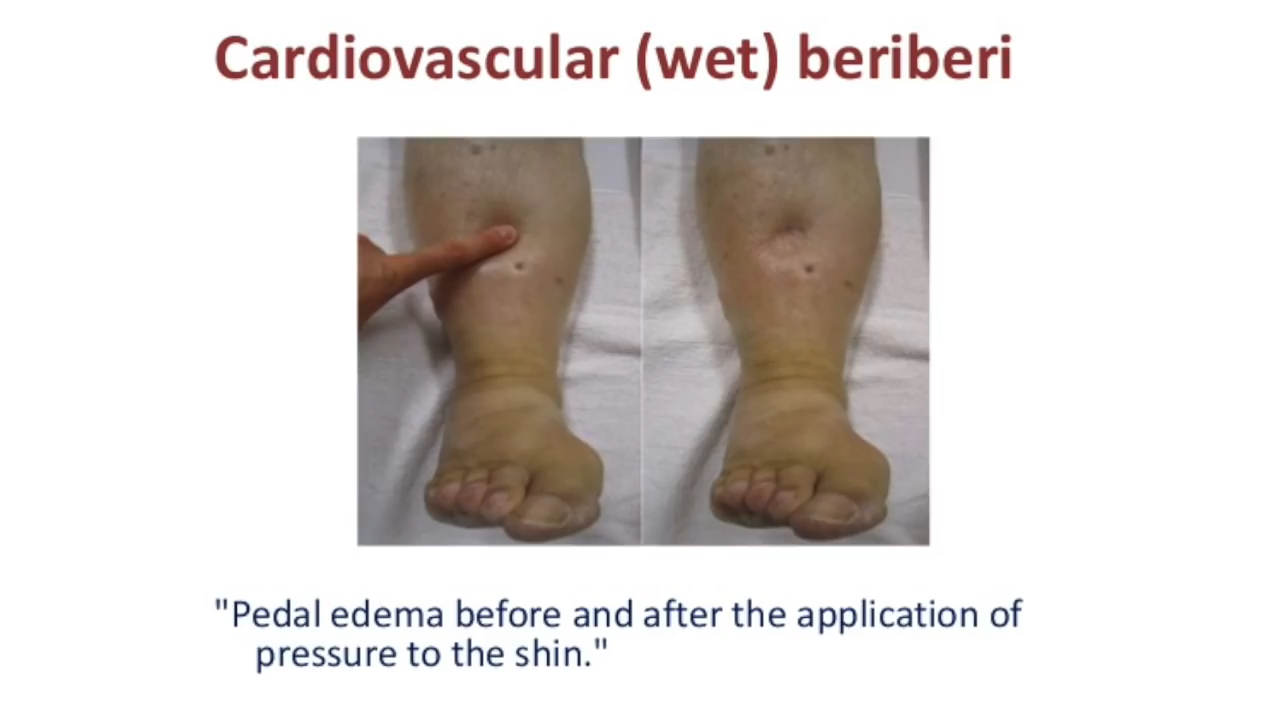 Cardiovascular (wet) beriberi
"Pedal edema before and after the application of
pressure to the shin."